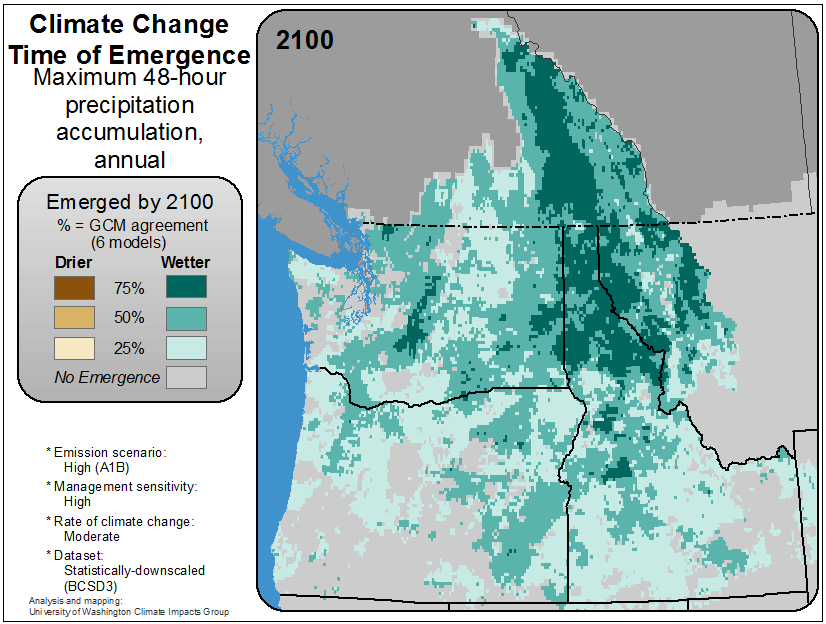 Climate Change
Time of Emergence
Maximum 48-hour
precipitation
accumulation,
annual
2100
Emerged by 2100
% = GCM agreement
(6 models)
Drier Wetter
75%
50%
25%
No Emergence
* Emission scenario:
High (A1B)
* Management sensitivity:
High
* Rate of climate change:
Moderate
* Dataset:
Statistically-downscaled
(BCSD3)
Analysis and mapping:
University of Washington Climate Impacts Group